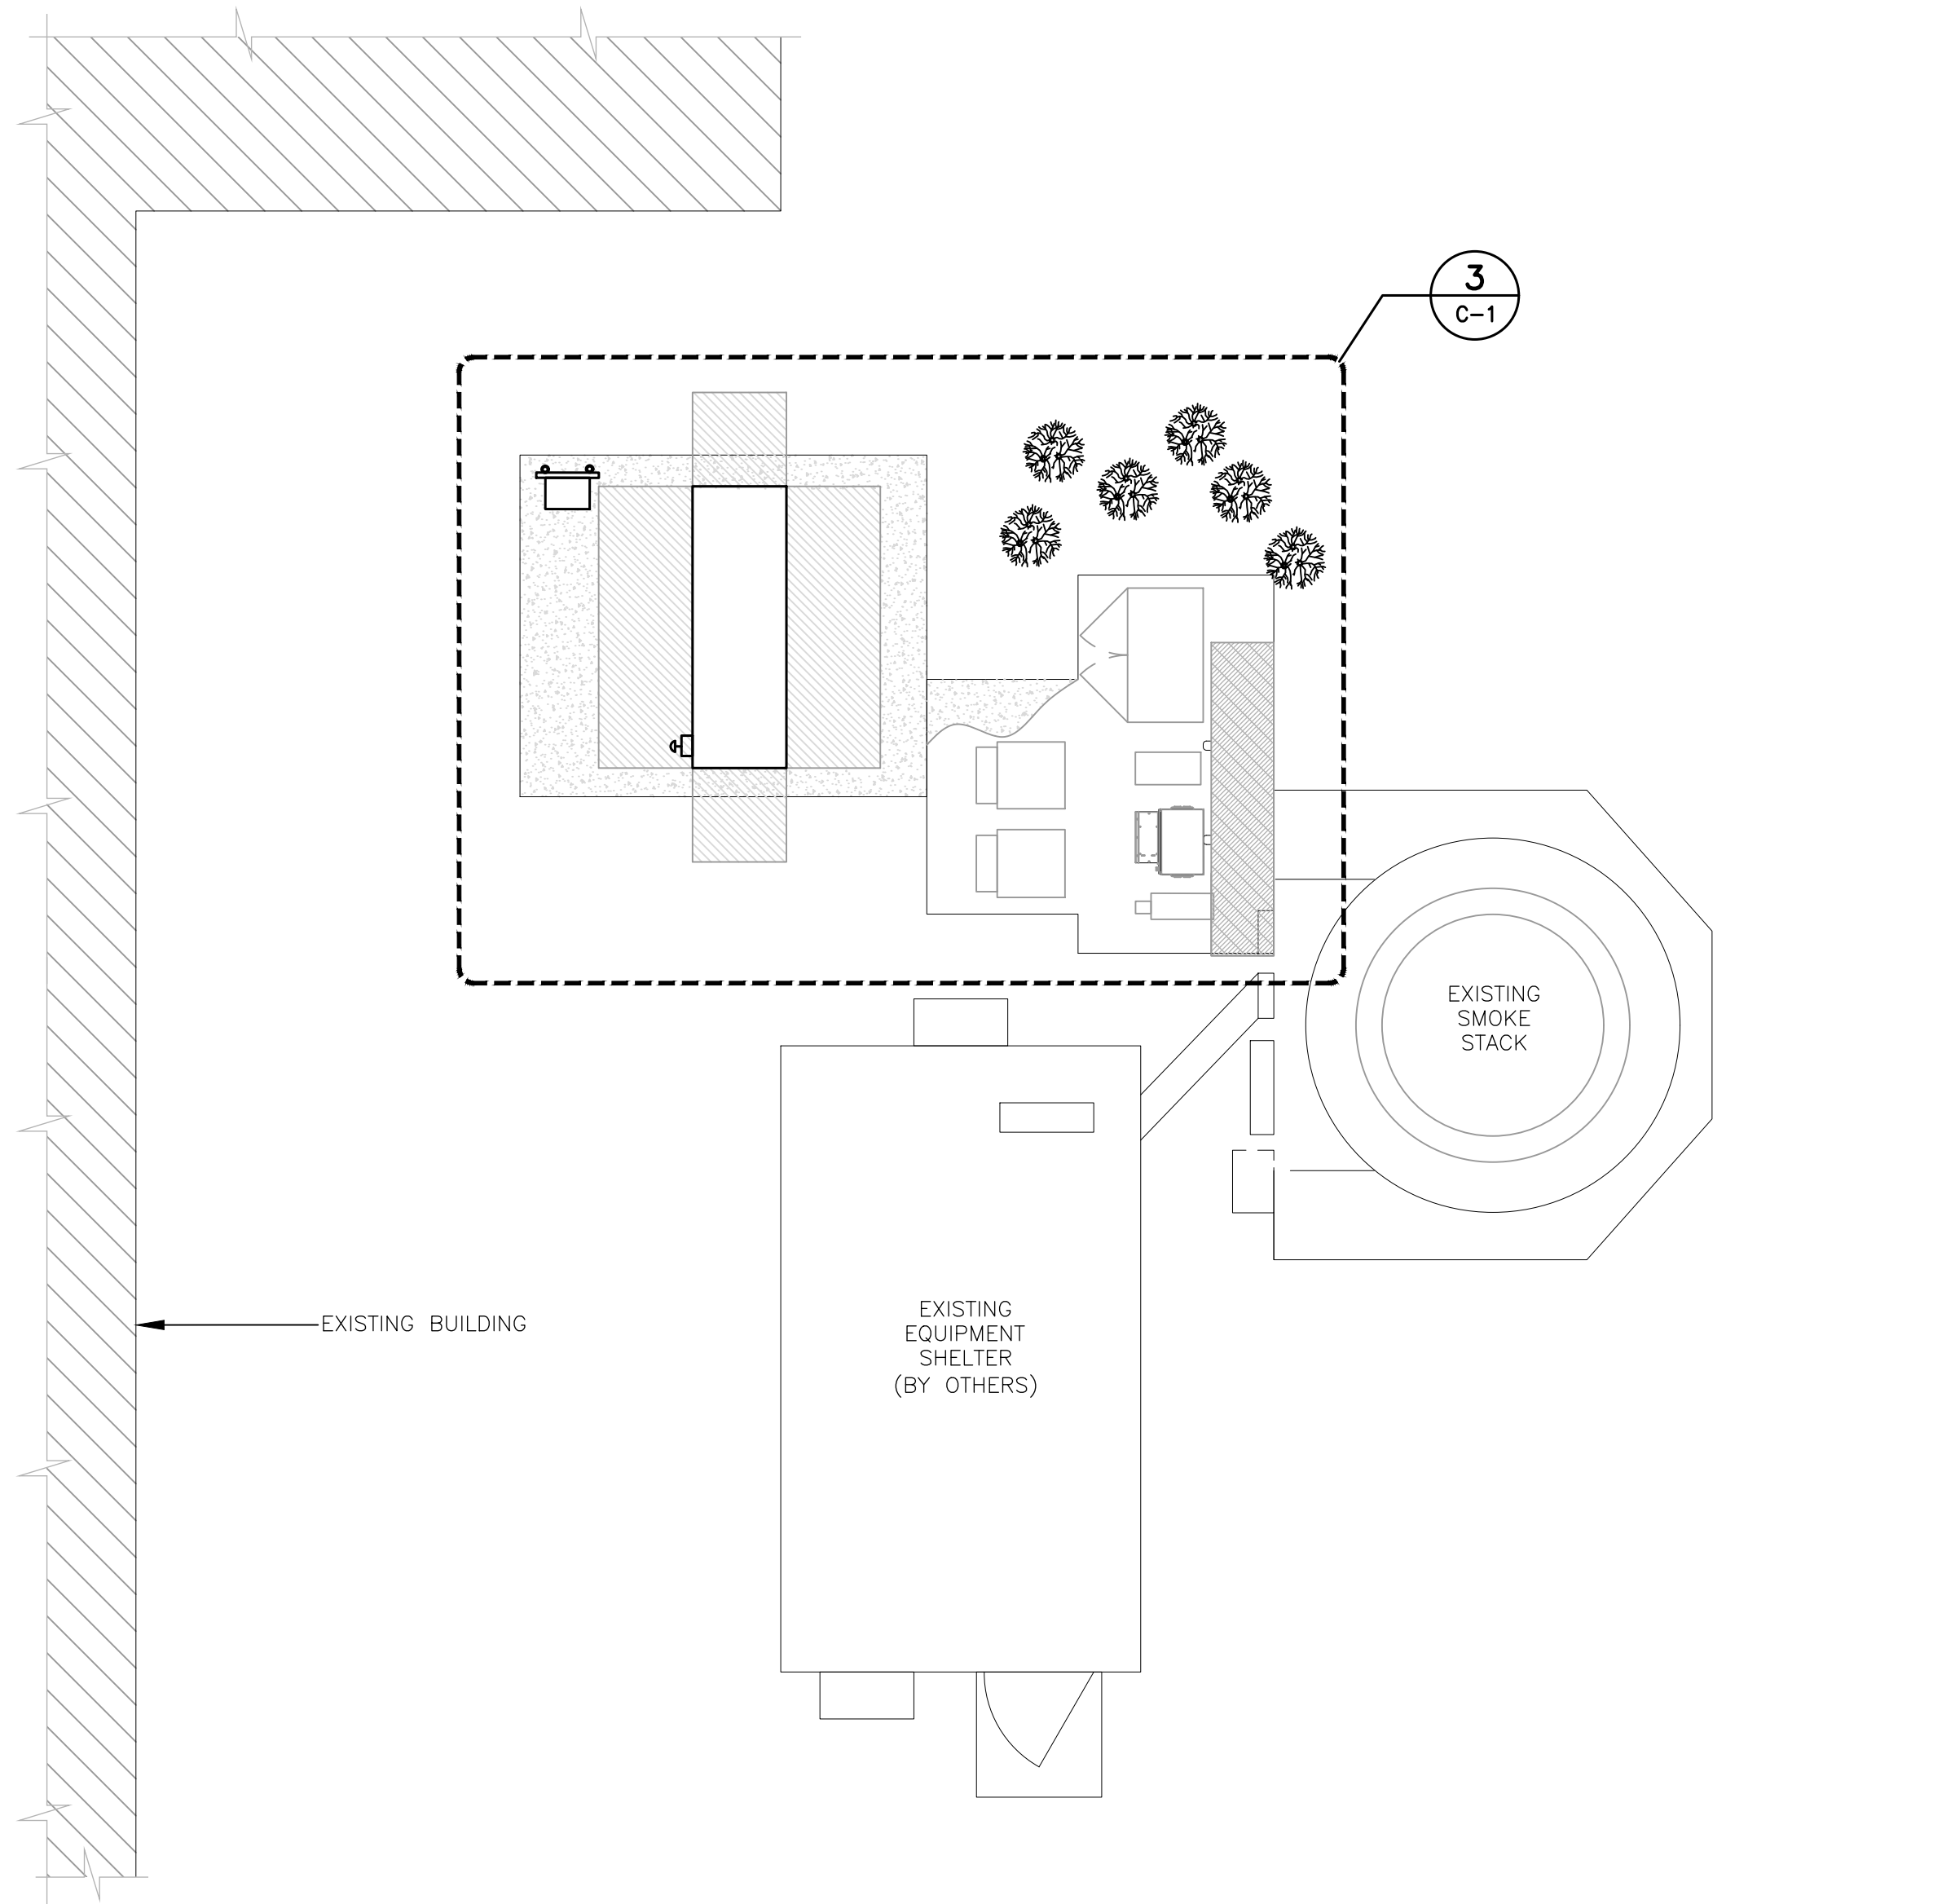 3
C-1
EXISTING
SMOKE
STACK
EXISTING BUILDING
EXISTING
EQUIPMENT
SHELTER
(BY OTHERS)